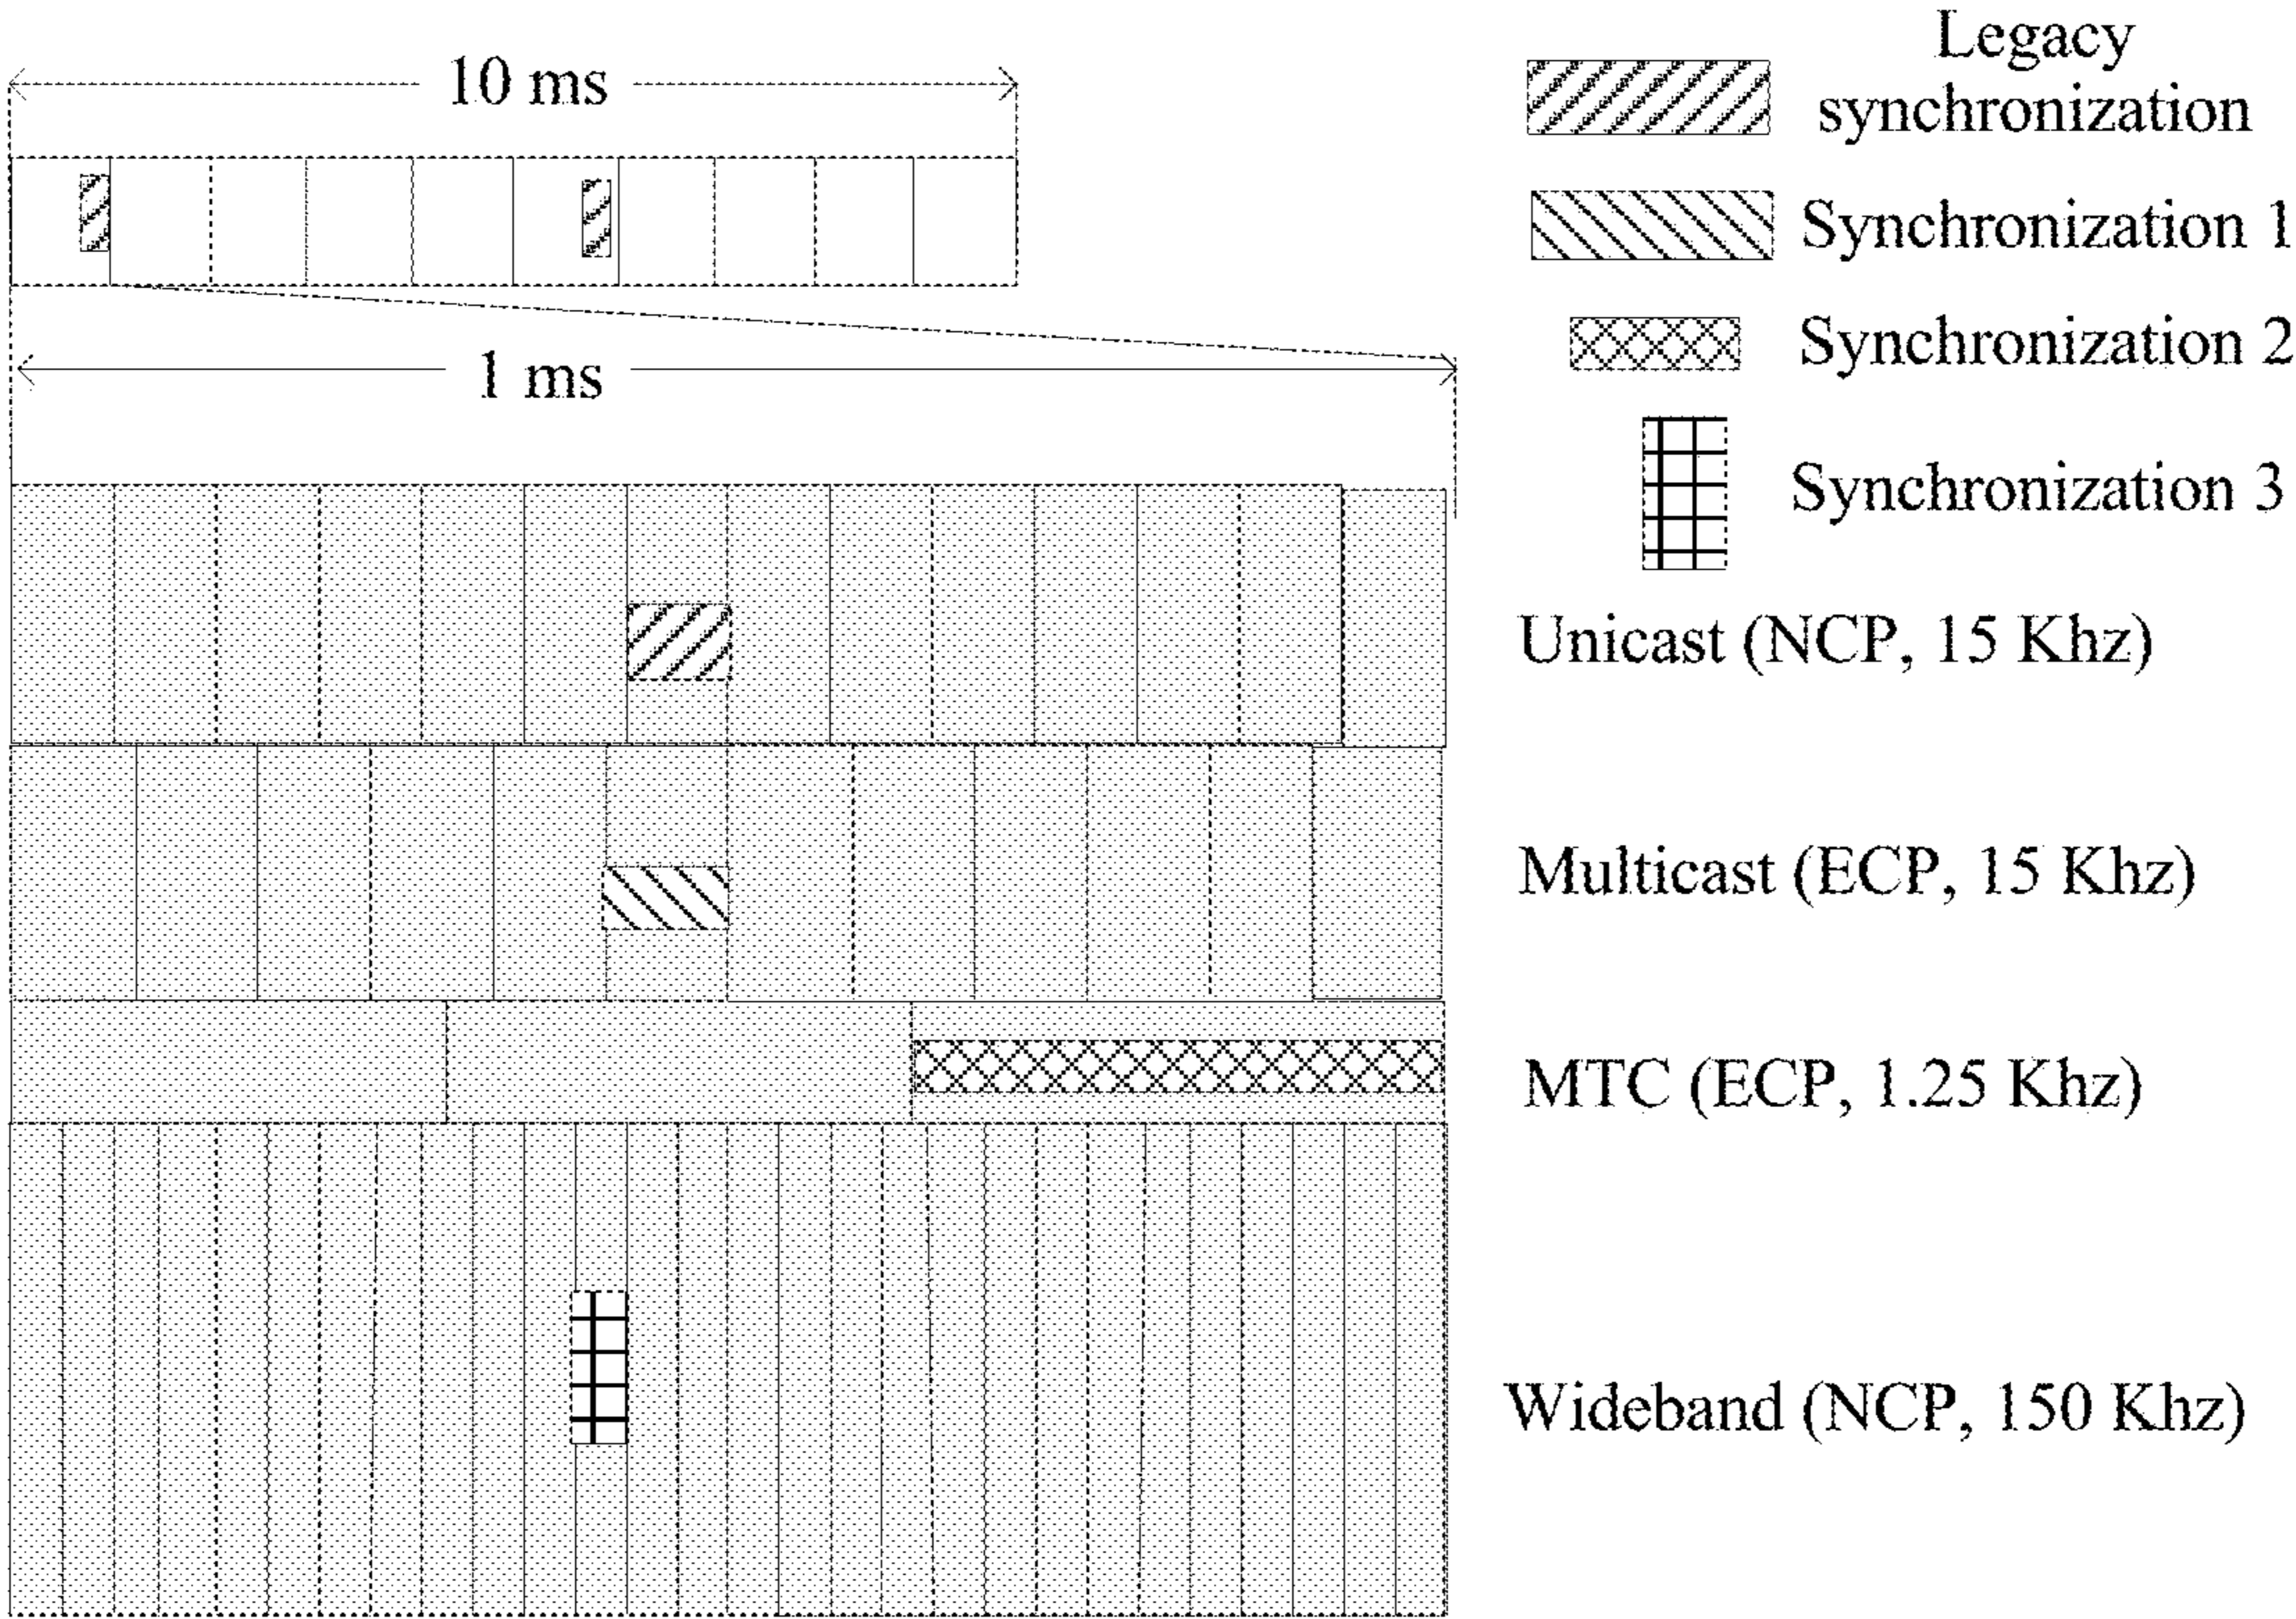 10 ms
1 ms
Legacy
synchronization
Synchronization 1
Synchronization 2
Synchronization 3
Unicast (NCP, 15 Khz)
Multicast (ECP, 15 Khz)
MTC (ECP, 1.25 Khz)
Wideband (NCP, 150 Khz)